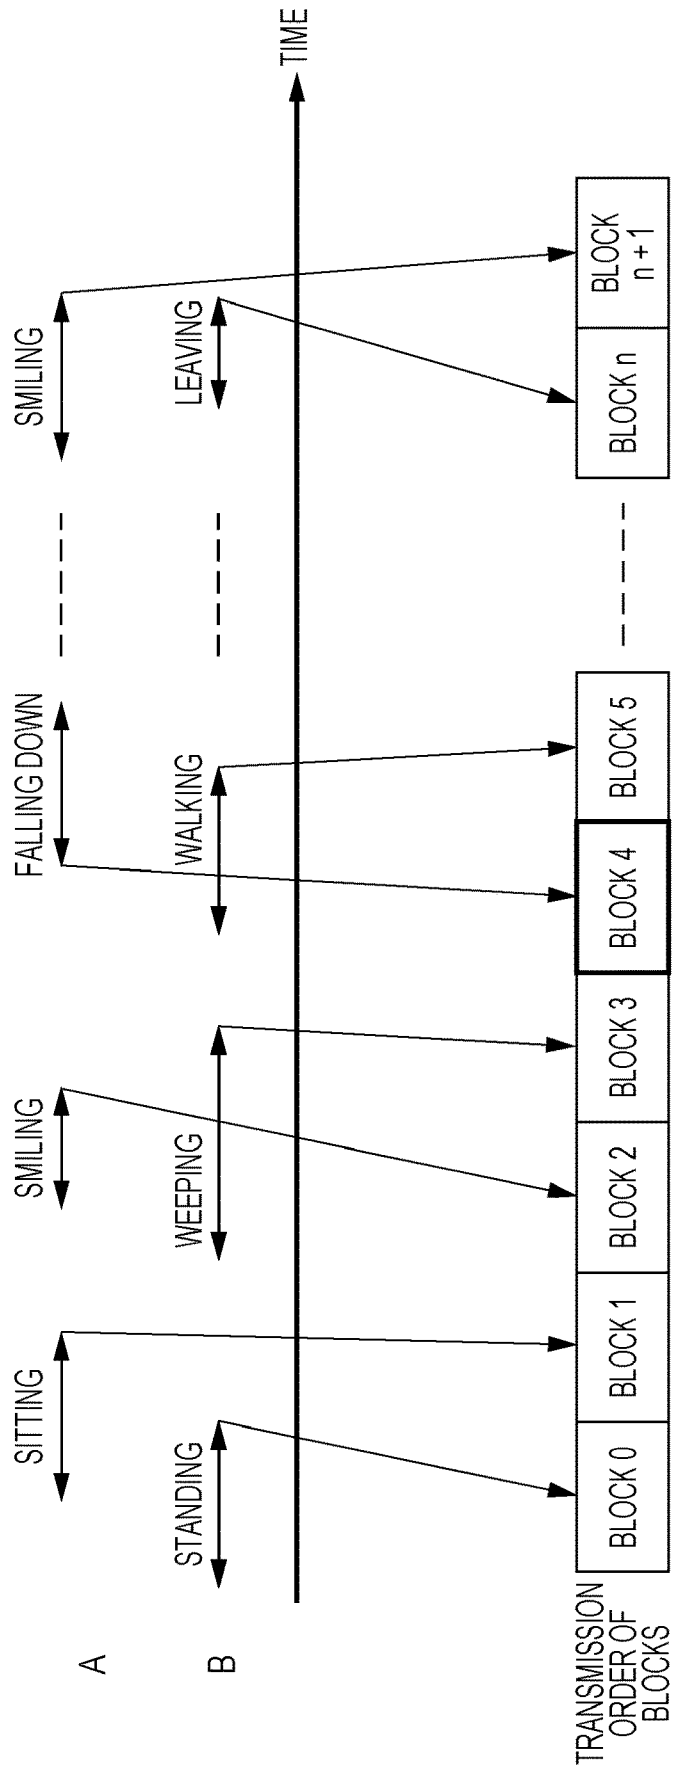 A
SITTING
SMILING
FALLING DOWN
SMILING
B
STANDING
WEEPING
WALKING
LEAVING
TIME
TRANSMISSION
ORDER OF
BLOCKS
BLOCK 0
BLOCK 1
BLOCK 2
BLOCK 3
BLOCK 4
BLOCK 5
BLOCK n
BLOCK
n + 1